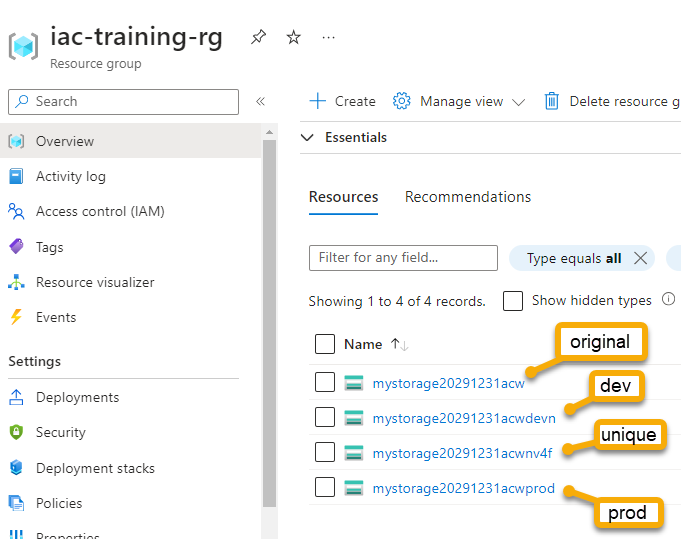 iac-training-rg
Resource group
Search
Overview
Activity log
Access control (IAM)
Tags
Resource visualizer
Events
Settings
Deployments
Security
Deployment stacks
Policies
Properties
Create
Manage view
Delete resource g
Essentials
Resources Recommendations
Filter for any field...
Type equals all
Showing 1 to 4 of 4 records.
Show hidden types
Name
original
mystorage20291231acw
dev
mystorage20291231acwdevn
unique
mystorage20291231acwnv4f
mystorage20291231acwprod
prod